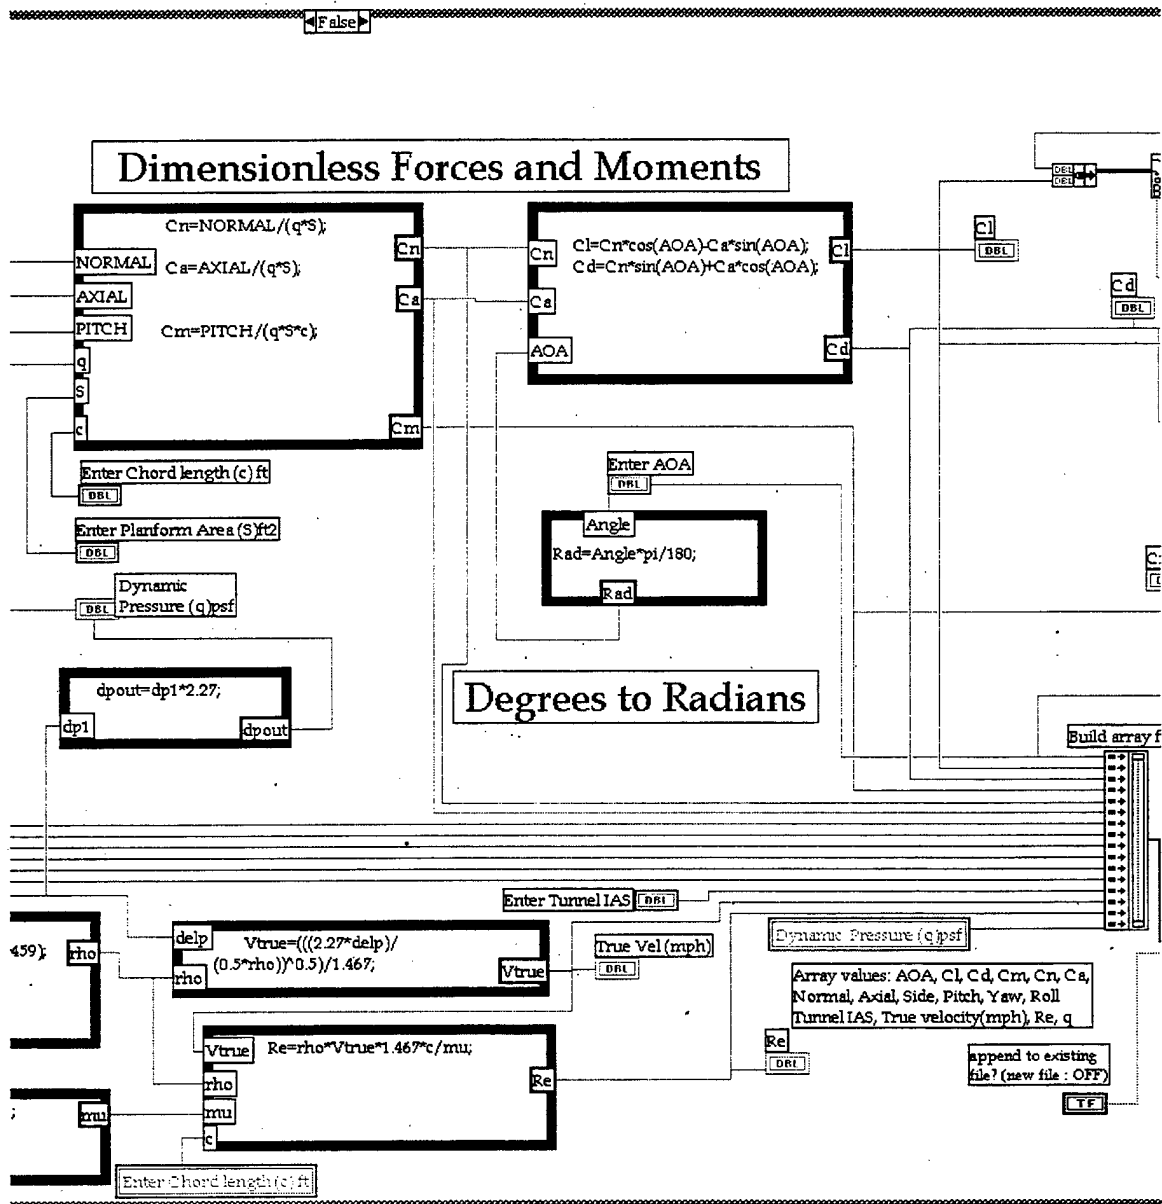 False
Dimensionless Forces and Moments
Cn=NORMAL/(q*S);
Ca=AXIAL/(q*S);
Cm=PITCH/(q*S*c);
NORMAL
AXIAL
PITCH
q
S
c
Cn
Ca
Cm
Cn
Ca
AOA
Cl=Cn*cos(AOA)-Ca*sin(AOA);
Cd=Cn*sin(AOA)+Ca*cos(AOA);
Cl
Cd
DBL
DBL
Cl
DBL
Cd
DBL
Enter Chord length (c) ft
DBL
Enter Planform Area (S)ft2
DBL
Dynamic
Pressure (q)psf
DBL
Enter AOA
DBL
Angle
Rad=Angle*pi/180;
Rad
Degrees to Radians
dpout=dp1*2.27;
dp1
dpout
Build array f
459);
rho
delp
rho
Vtrue=(((2.27*delp)/
(0.5*rho))^0.5)/1.467;
Vtrue
Enter Tunnel IAS
DBL
True Vel (mph)
DBL
Dynamic Pressure (q)psf
Array values: AOA, Cl, Cd, Cm, Cn, Ca,
Normal, Axial, Side, Pitch, Yaw, Roll
Tunnel IAS, True velocity(mph), Re, q
Vtrue
rho
mu
c
Re=rho*Vtrue*1.467*c/mu;
Re
Re
DBL
append to existing
file? (new file : OFF)
TF
;
mu
Enter Chord length (c) ft